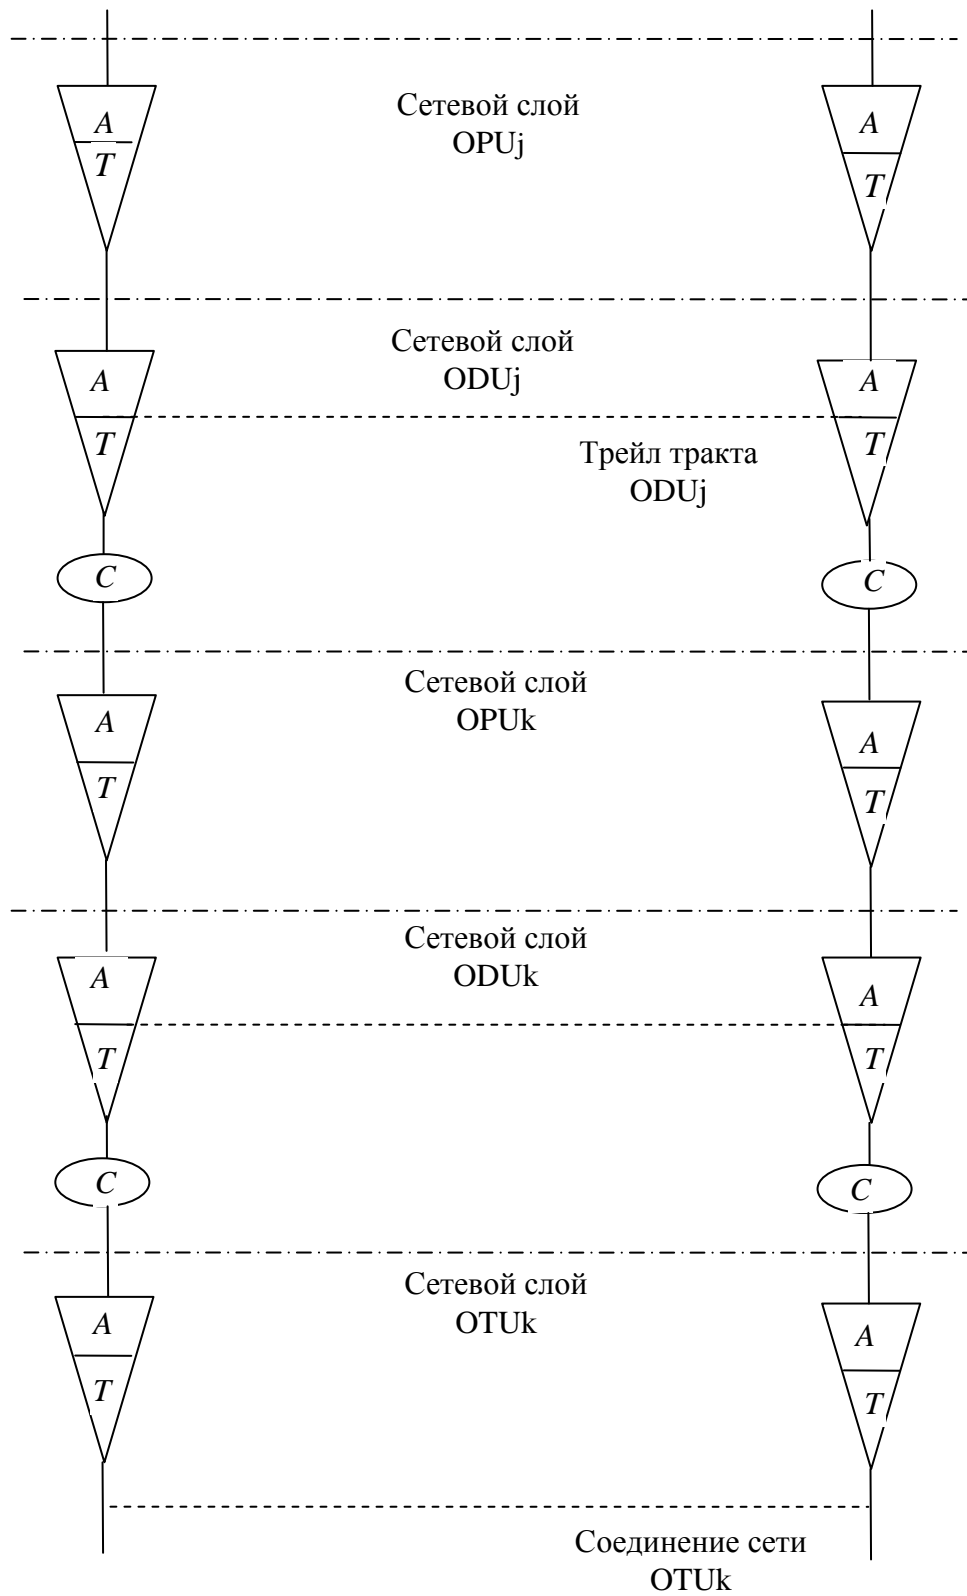 Сетевой слой
OPUj
A A
T T
Сетевой слой
ODUj
A A
T T
Трейл тракта
ODUj
C C
Сетевой слой
OPUk
A A
T T
Сетевой слой
ODUk
A A
T T
C C
Сетевой слой
OTUk
A A
T T
Соединение сети
OTUk